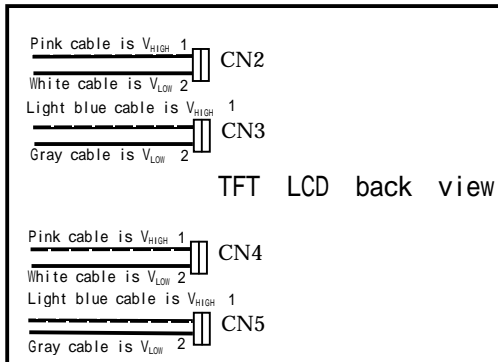 Pink cable is VHIGH 1
CN2
White cable is VLOW 2
Light blue cable is VHIGH 1
CN3
Gray cable is VLOW 2
TFT LCD back view
Pink cable is VHIGH 1
CN4
White cable is VLOW 2
Light blue cable is VHIGH 1
CN5
Gray cable is VLOW 2